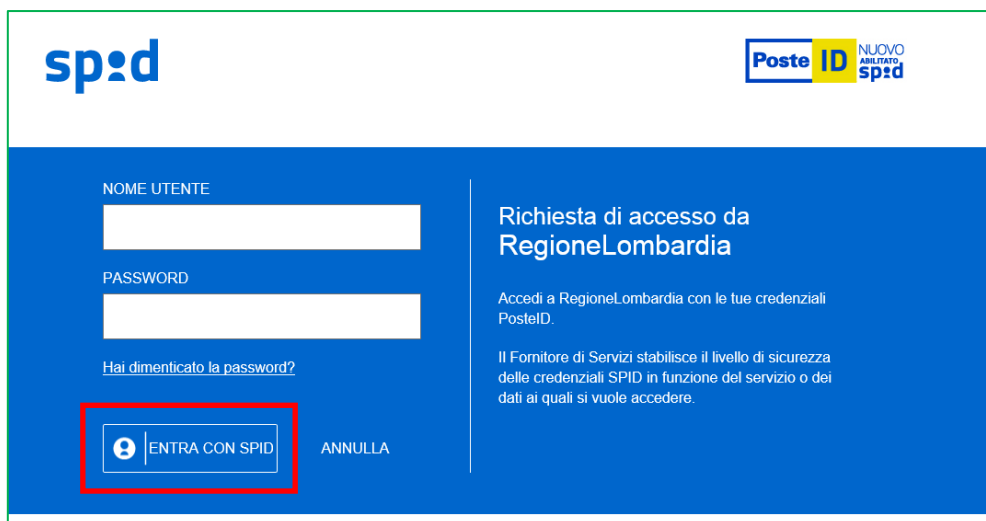 spid
Poste ID NUOVO
ABILITATO
spid
NOME UTENTE
PASSWORD
Hai dimenticato la password?
ENTRA CON SPID
ANNULLA
Richiesta di accesso da
RegioneLombardia
Accedi a RegioneLombardia con le tue credenziali
PosteID.
Il Fornitore di Servizi stabilisce il livello di sicurezza
delle credenziali SPID in funzione del servizio o dei
dati ai quali si vuole accedere.